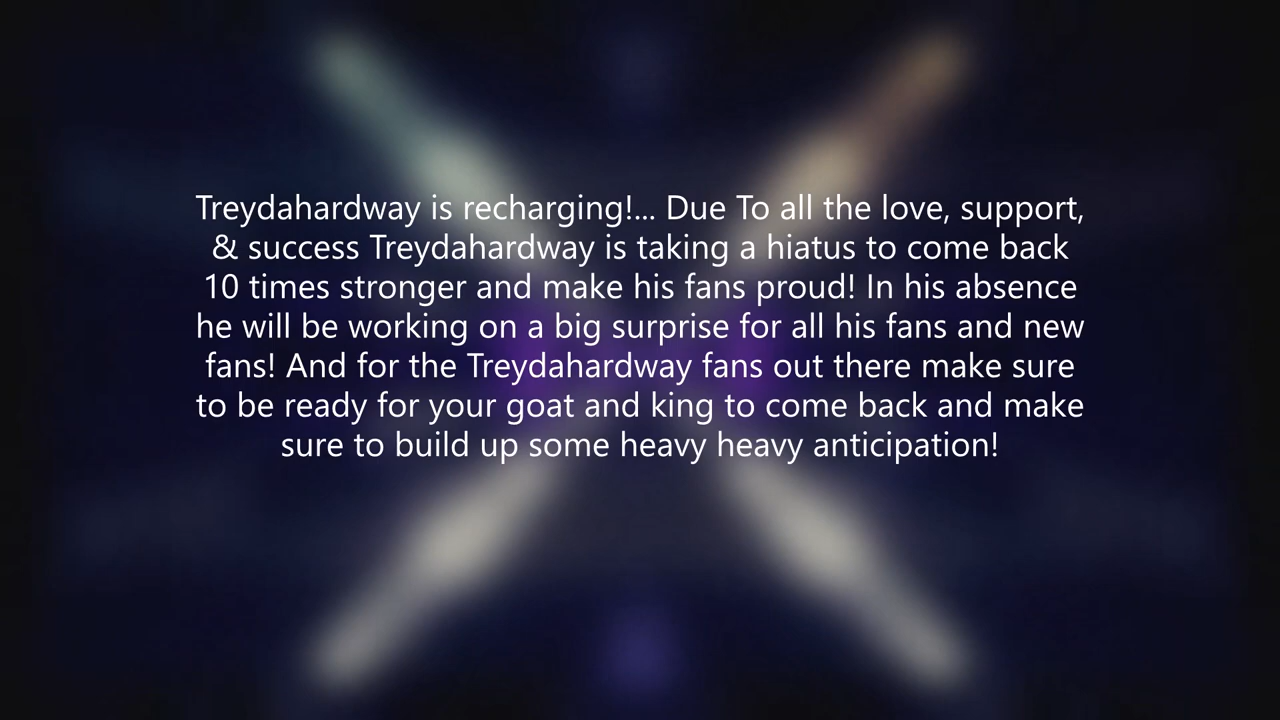 Treydahardway is recharging!... Due To all the love, support,
& success Treydahardway is taking a hiatus to come back
10 times stronger and make his fans proud! In his absence
he will be working on a big surprise for all his fans and new
fans! And for the Treydahardway fans out there make sure
to be ready for your goat and king to come back and make
sure to build up some heavy heavy anticipation!